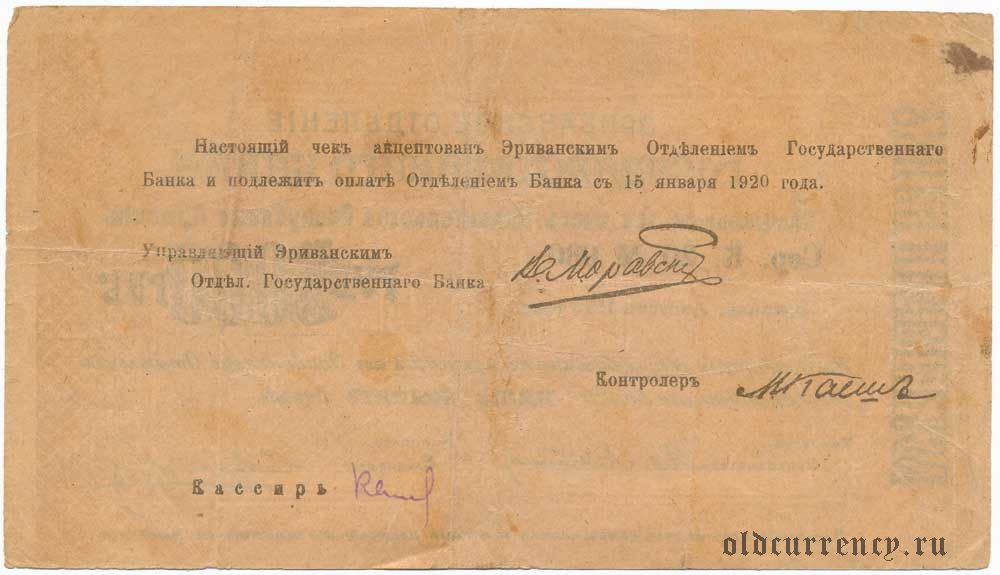 Настоящій чекъ акцептованъ Эриванскимъ Отдѣленіемъ Государственнаго
Банка и подлежитъ оплатѣ Отдѣленіемъ Банка съ 15 января 1920 года.
Управляющій Эриванскимъ
Отдѣл. Государственнаго Банка
Контролеръ
Кассиръ
oldcurrency.ru